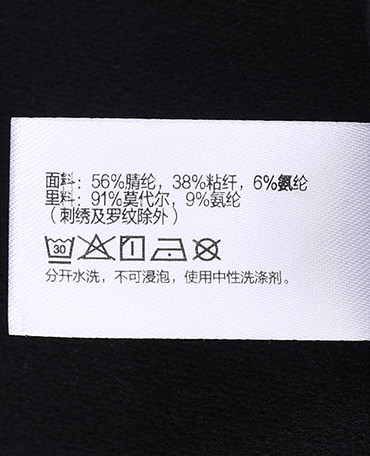 面料：56%腈纶，38%粘纤，6%氨纶
里料：91%莫代尔，9%氨纶
（刺绣及罗纹除外）
30
分开水洗，不可浸泡，使用中性洗涤剂。